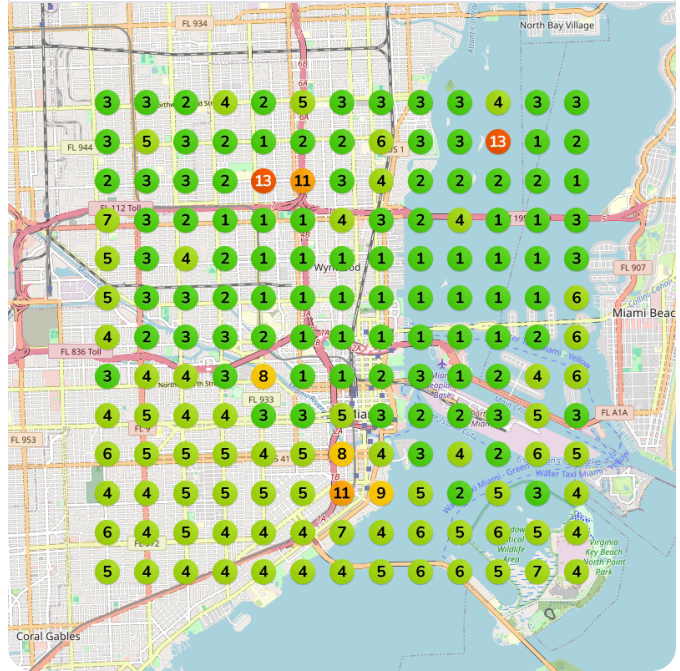 FL 934
North Bay Village
3 3 2 4 2 5 3 3 3 3 4 3 3
FL 944
3 5 3 2 1 2 2 6 3 3 13 1 2
2 3 3 2 13 11 3 4 2 2 2 2 1
7 3 2 1 1 1 4 3 2 4 1 1 3
5 3 4 2 1 1 1 1 1 1 1 1 3
FL 907
5 3 3 2 1 1 1 1 1 1 1 1 6
Miami Beac
4 2 3 3 2 1 1 1 1 1 1 2 6
FL 836 Toll
3 4 4 3 8 1 1 2 3 1 2 4 6
FL 933
Miami River
4 5 4 4 3 3 5 3 2 2 3 5 3
FL A1A
FL 953
6 5 5 5 4 5 8 4 3 4 2 6 5
4 4 5 5 5 5 11 9 5 2 5 3 4
6 4 5 4 4 4 7 4 6 5 6 5 4
Virginia
Key Beach
North Point
Park
Wildlife
Area
5 4 4 4 4 4 4 5 6 6 5 7 4
Coral Gables